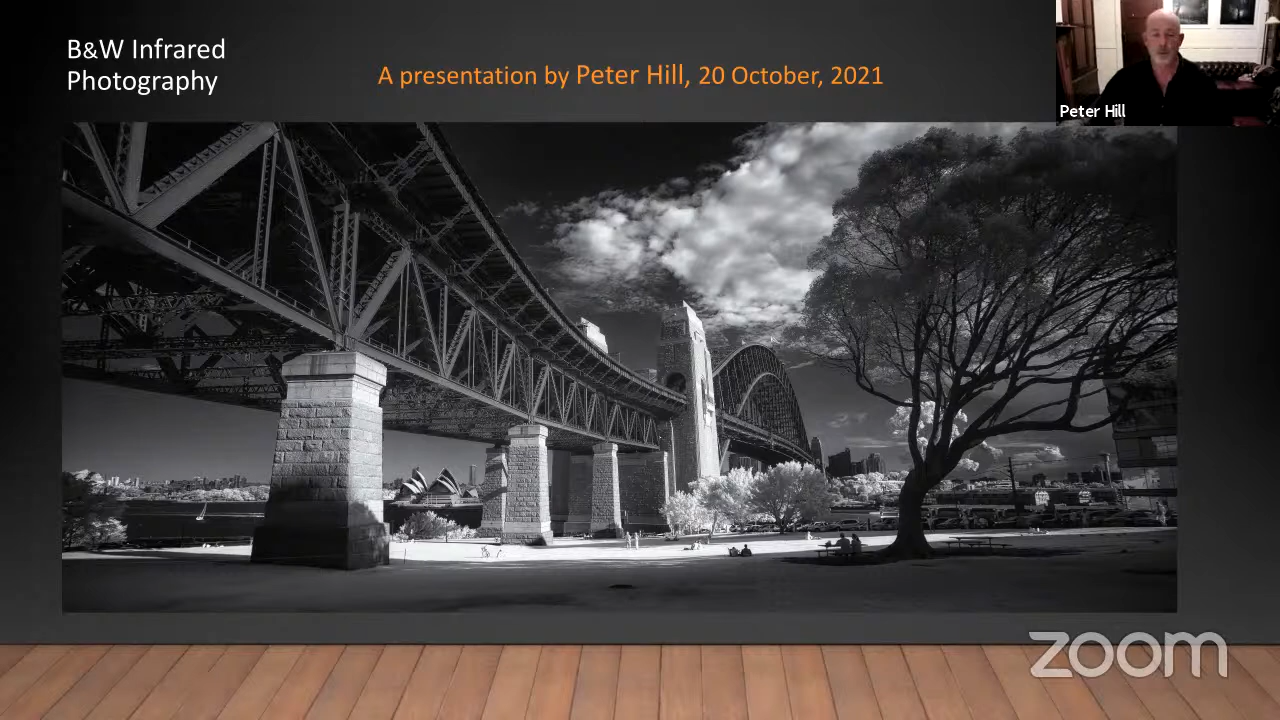 B&W Infrared
Photography
A presentation by Peter Hill, 20 October, 2021
Peter Hill
zoom